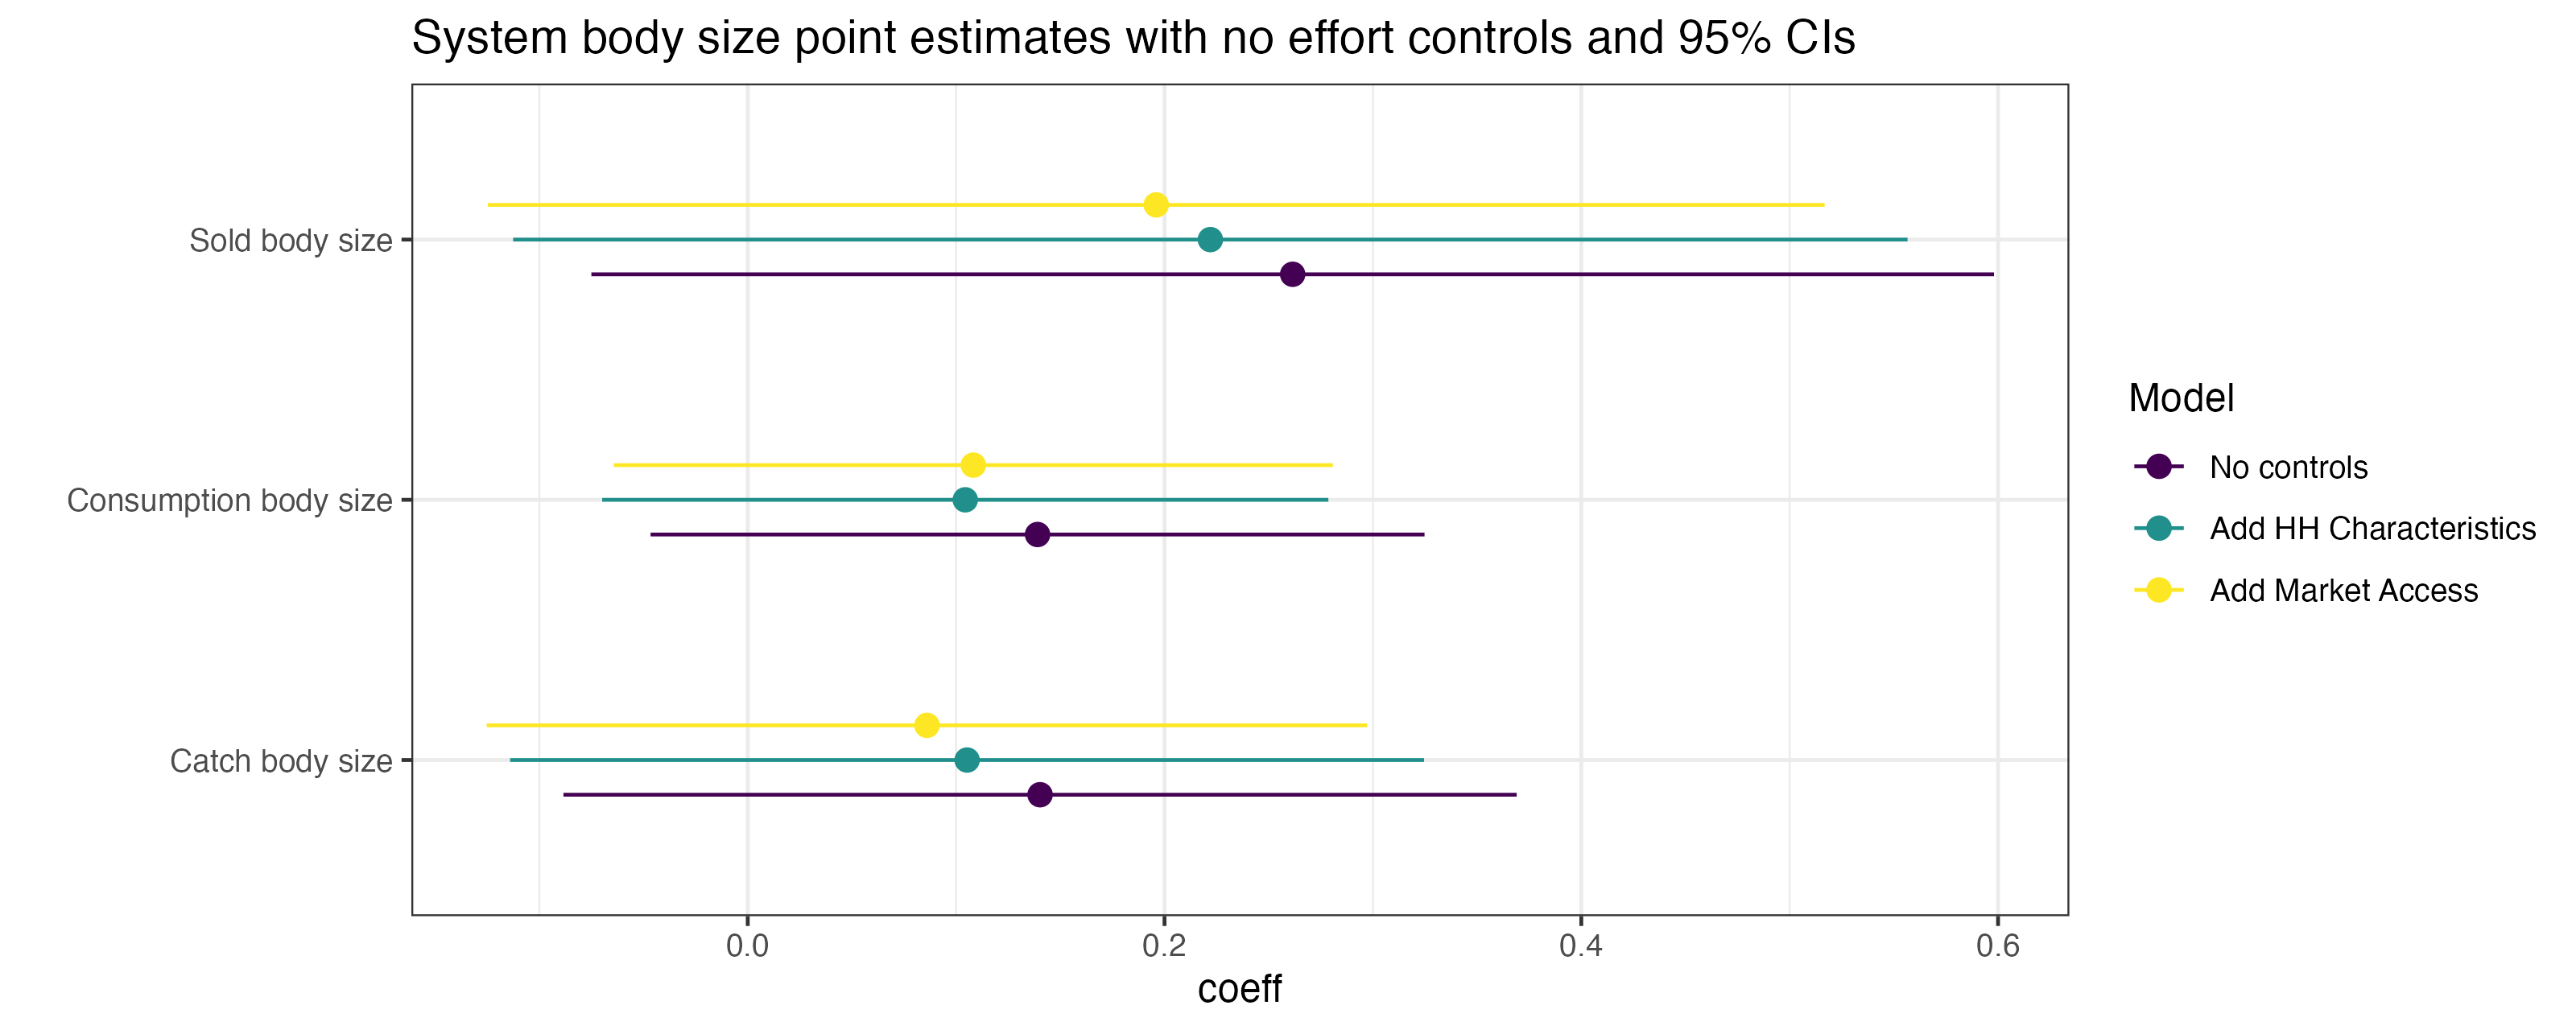 System body size point estimates with no effort controls and 95% CIs
Sold body size
Consumption body size
Catch body size
0.0
0.2
0.4
0.6
coeff
Model
No controls
Add HH Characteristics
Add Market Access